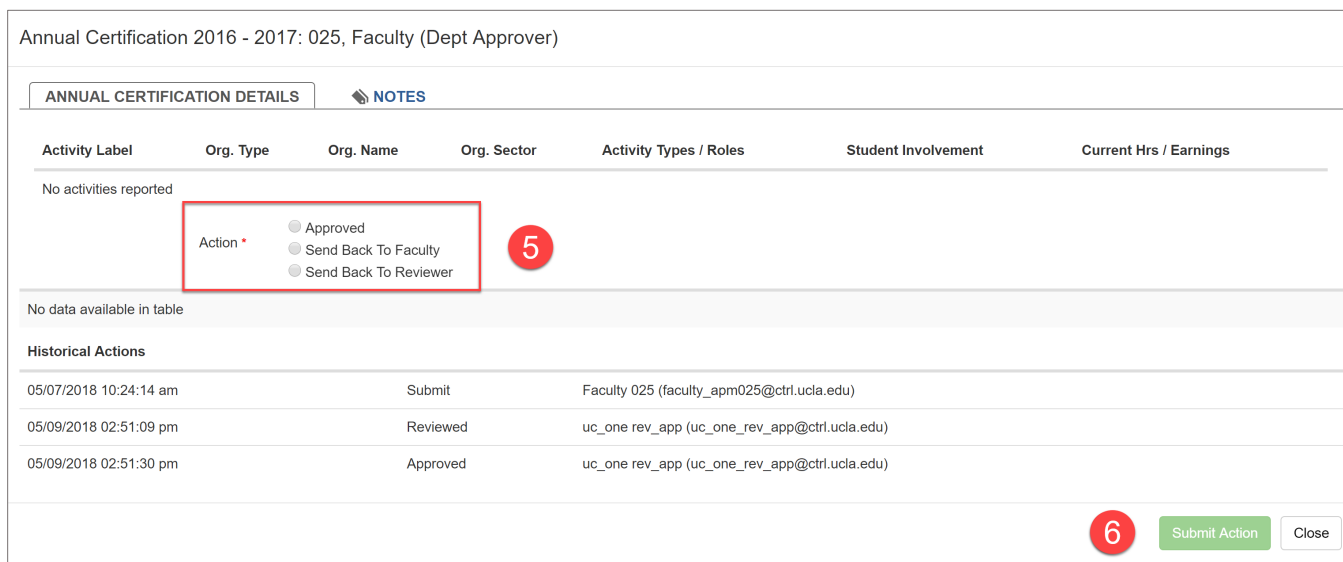 Annual Certification 2016 - 2017: 025, Faculty (Dept Approver)
ANNUAL CERTIFICATION DETAILS NOTES
Activity Label Org. Type Org. Name Org. Sector Activity Types / Roles Student Involvement Current Hrs / Earnings
No activities reported
Approved
Action *
Send Back To Faculty
5
Send Back To Reviewer
No data available in table
Historical Actions
05/07/2018 10:24:14 am Submit Faculty 025 (faculty_apm025@ctrl.ucla.edu)
05/09/2018 02:51:09 pm Reviewed uc_one rev_app (uc_one_rev_app@ctrl.ucla.edu)
05/09/2018 02:51:30 pm Approved uc_one rev_app (uc_one_rev_app@ctrl.ucla.edu)
6 Submit Action Close